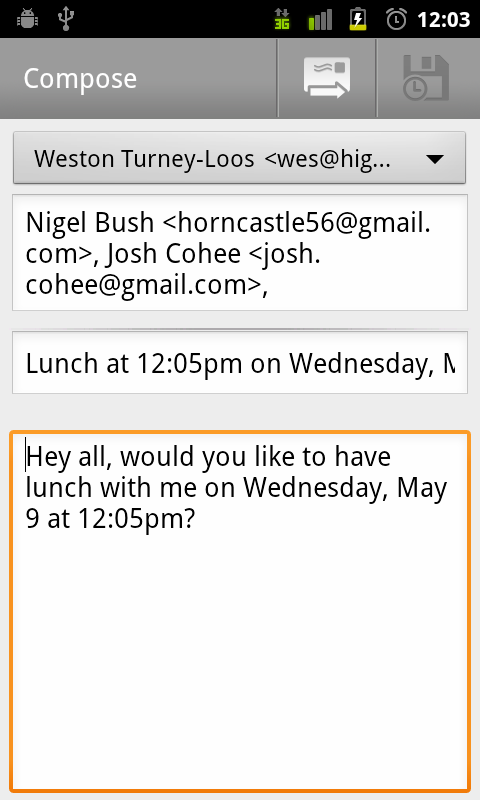 3G 12:03
Compose
Weston Turney-Loos <wes@hig...
Nigel Bush <horncastle56@gmail.
com>, Josh Cohee <josh.
cohee@gmail.com>,
Lunch at 12:05pm on Wednesday, M
Hey all, would you like to have
lunch with me on Wednesday, May
9 at 12:05pm?